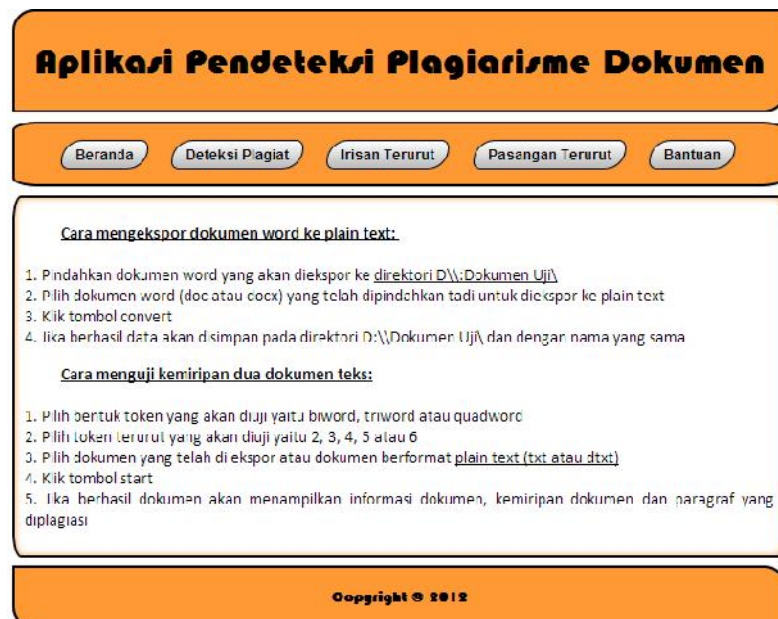 Aplikasi Pendeteksi Plagiarisme Dokumen
Beranda
Deteksi Plagiat
Irisan Terurut
Pasangan Terurut
Bantuan
Cara mengekspor dokumen word ke plain text:
1. Pindahkan dokumen word yang akan diekspor ke direktori D\\:Dokumen Uji\
2. Pilih dokumen word (doc atau docx) yang telah dipindahkan tadi untuk diekspor ke plain text
3. Klik tombol convert
4. Jika berhasil data akan disimpan pada direktori D:\\Dokumen Uji\ dan dengan nama yang sama
Cara menguji kemiripan dua dokumen teks:
1. Pilih bentuk token yang akan diuji yaitu biword, triword atau quadword
2. Pilih token terurut yang akan diuji yaitu 2, 3, 4, 5 atau 6
3. Pilih dokumen yang telah di ekspor atau dokumen berformat plain text (txt atau dtxt)
4. Klik tombol start
5. Jika berhasil dokumen akan menampilkan informasi dokumen, kemiripan dokumen dan paragraf yang
diplagiasi
Copyright © 2012